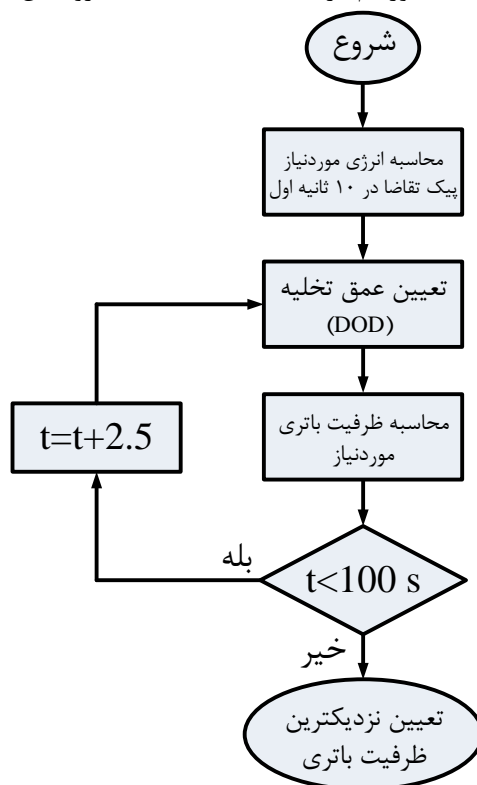 شروع
محاسبه انرژی موردنیاز
پیک تقاضا در ۱۰ ثانیه اول
تعیین عمق تخلیه
(DOD)
محاسبه ظرفیت باتری
موردنیاز
t=t+2.5
بله
t<100 s
خیر
تعیین نزدیکترین
ظرفیت باتری